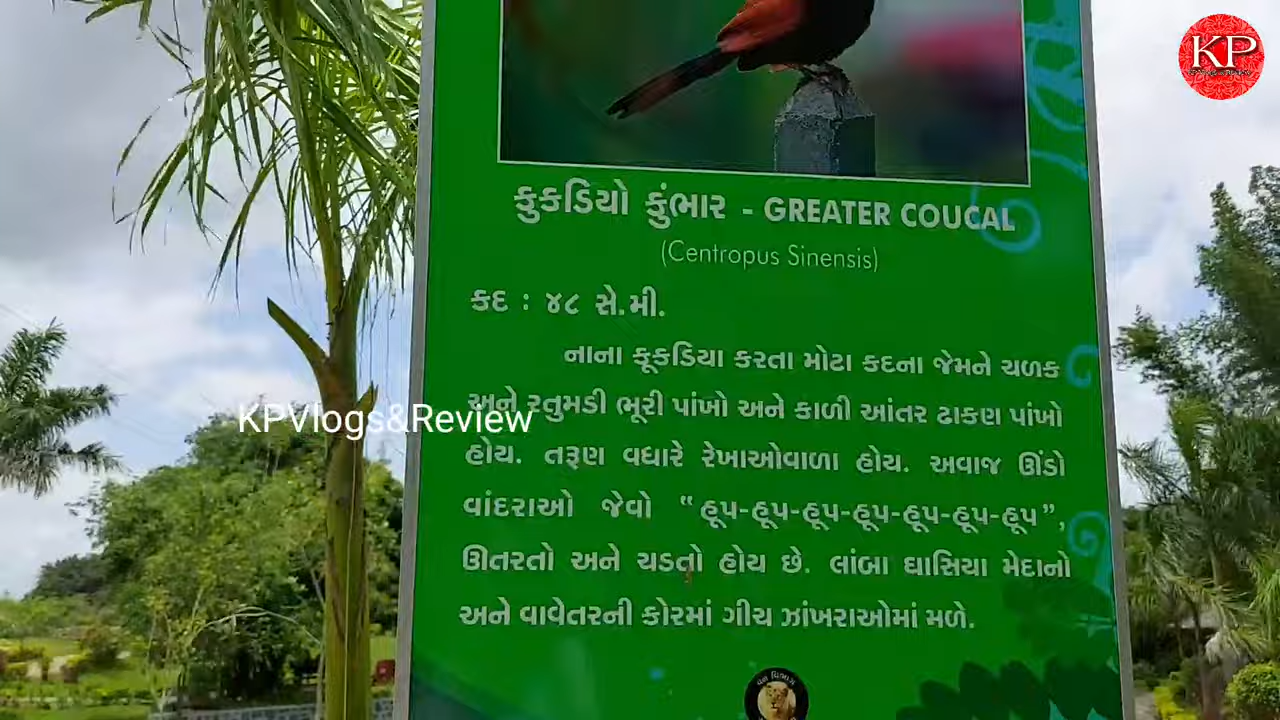 KP
કુકડિયો કુંભાર - GREATER COUCAL
(Centropus Sinensis)
કદ : ૪૮ સે.મી.
નાના કૂકડિયા કરતા મોટા કદના જેમને ચળક
અને રતુમડી ભૂરી પાંખો અને કાળી આંતર ઢાકણ પાંખો
KPVlogs&Review
હોય. તરૂણ વધારે રેખાઓવાળા હોય. અવાજ ઊંડો
વાંદરાઓ જેવો “હૂપ-હૂપ-હૂપ-હૂપ-હૂપ-હૂપ-હૂપ”,
ઊતરતો અને ચડતો હોય છે. લાંબા ઘાસિયા મેદાનો
અને વાવેતરની કોરમાં ગીચ ઝાંખરાઓમાં મળે.
વન વિભાગ